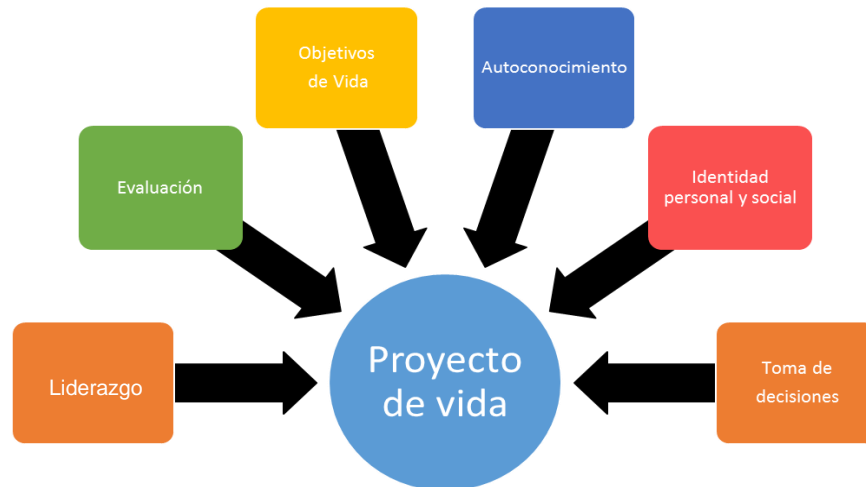 Objetivos
de Vida
Autoconocimiento
Evaluación
Identidad
personal y social
Liderazgo
Proyecto
de vida
Toma de
decisiones